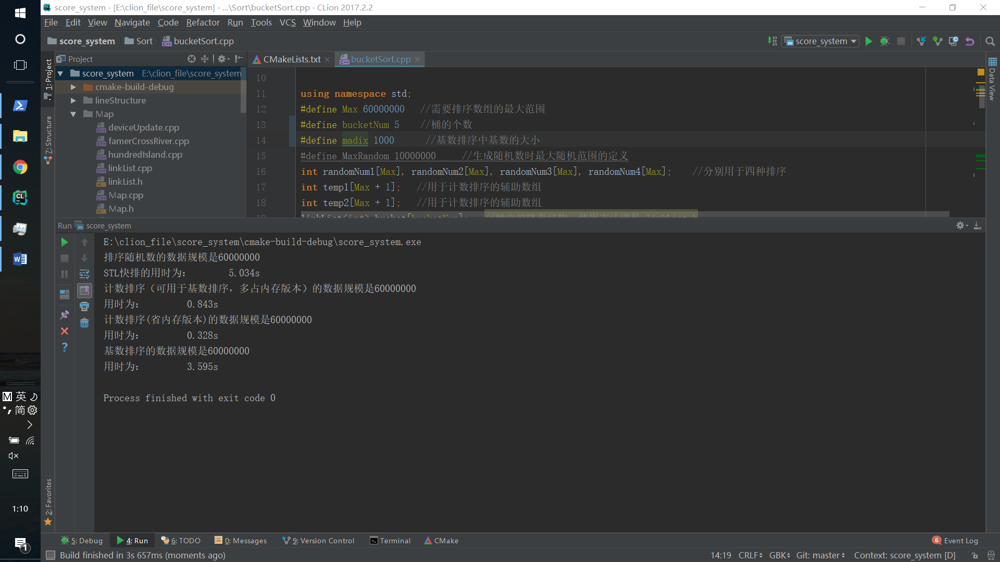 score_system - [E:\clion_file\score_system] - ...\Sort\bucketSort.cpp - CLion 2017.2.2
File Edit View Navigate Code Refactor Run Tools VCS Window Help
score_system Sort bucketSort.cpp
score_system
Project
CMakeLists.txt
bucketSort.cpp
1: Project
7: Structure
2: Favorites
Data View
score_system E:\clion_file\score_system
cmake-build-debug
lineStructure
Map
deviceUpdate.cpp
famerCrossRiver.cpp
hundredIsland.cpp
linkList.cpp
linkList.h
Map.cpp
Map.h
10
11 using namespace std;
12 #define Max 60000000 //需要排序数组的最大范围
13 #define bucketNum 5 //桶的个数
14 #define madix 1000 //基数排序中基数的大小
15 #define MaxRandom 10000000 //生成随机数时最大随机范围的定义
16 int randomNum1[Max], randomNum2[Max], randomNum3[Max], randomNum4[Max]; //分别用于四种排序
17 int temp1[Max + 1]; //用于计数排序的辅助数组
18 int temp2[Max + 1]; //用于计数排序的辅助数组
Run score_system
E:\clion_file\score_system\cmake-build-debug\score_system.exe
排序随机数的数据规模是60000000
STL快排的用时为: 5.034s
计数排序（可用于基数排序，多占内存版本）的数据规模是60000000
用时为: 0.843s
计数排序(省内存版本)的数据规模是60000000
用时为: 0.328s
基数排序的数据规模是60000000
用时为: 3.595s
Process finished with exit code 0
M 英
简
1:10
1
5: Debug 4: Run 6: TODO 0: Messages 9: Version Control Terminal CMake
6 Event Log
Build finished in 3s 657ms (moments ago)
14:19 CRLF GBK Git: master Context: score_system [D]